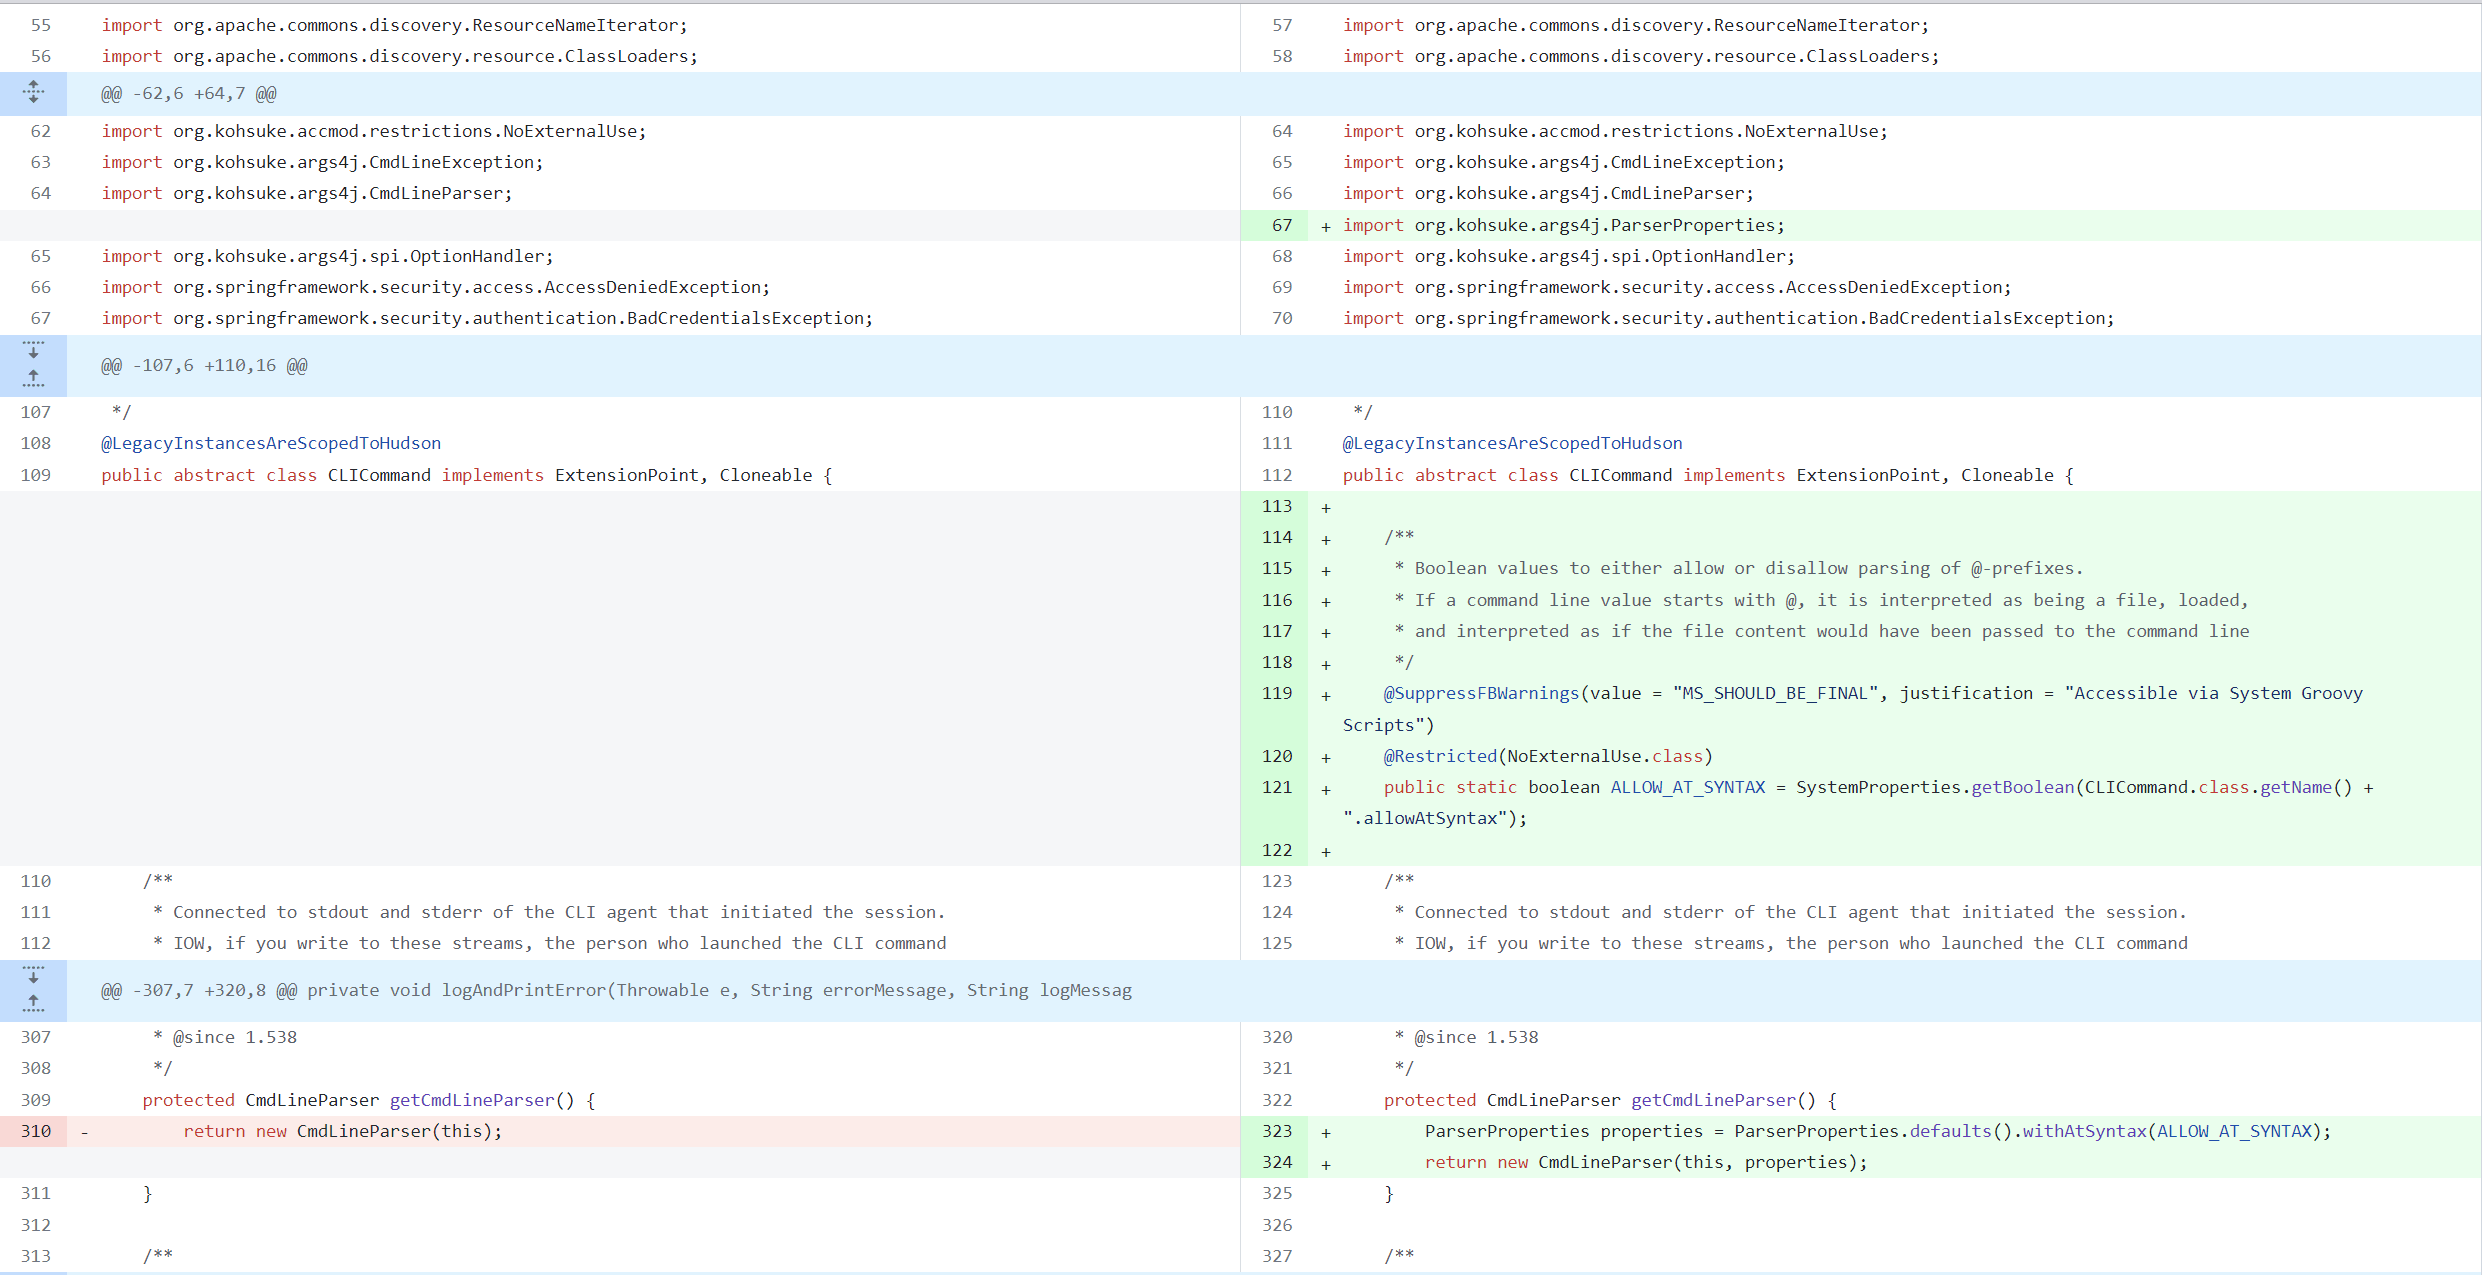 55 import org.apache.commons.discovery.ResourceNameIterator; 57 import org.apache.commons.discovery.ResourceNameIterator;
56 import org.apache.commons.discovery.resource.ClassLoaders; 58 import org.apache.commons.discovery.resource.ClassLoaders;
@@ -62,6 +64,7 @@
62 import org.kohsuke.accmod.restrictions.NoExternalUse; 64 import org.kohsuke.accmod.restrictions.NoExternalUse;
63 import org.kohsuke.args4j.CmdLineException; 65 import org.kohsuke.args4j.CmdLineException;
64 import org.kohsuke.args4j.CmdLineParser; 66 import org.kohsuke.args4j.CmdLineParser;
67 + import org.kohsuke.args4j.ParserProperties;
65 import org.kohsuke.args4j.spi.OptionHandler; 68 import org.kohsuke.args4j.spi.OptionHandler;
66 import org.springframework.security.access.AccessDeniedException; 69 import org.springframework.security.access.AccessDeniedException;
67 import org.springframework.security.authentication.BadCredentialsException; 70 import org.springframework.security.authentication.BadCredentialsException;
@@ -107,6 +110,16 @@
107 */ 110 */
108 @LegacyInstancesAreScopedToHudson 111 @LegacyInstancesAreScopedToHudson
109 public abstract class CLICommand implements ExtensionPoint, Cloneable { 112 public abstract class CLICommand implements ExtensionPoint, Cloneable {
113 +
114 + /**
115 + * Boolean values to either allow or disallow parsing of @-prefixes.
116 + * If a command line value starts with @, it is interpreted as being a file, loaded,
117 + * and interpreted as if the file content would have been passed to the command line
118 + */
119 + @SuppressFBWarnings(value = "MS_SHOULD_BE_FINAL", justification = "Accessible via System Groovy
Scripts")
120 + @Restricted(NoExternalUse.class)
121 + public static boolean ALLOW_AT_SYNTAX = SystemProperties.getBoolean(CLICommand.class.getName() +
".allowAtSyntax");
122 +
110 /** 123 /**
111 * Connected to stdout and stderr of the CLI agent that initiated the session. 124 * Connected to stdout and stderr of the CLI agent that initiated the session.
112 * IOW, if you write to these streams, the person who launched the CLI command 125 * IOW, if you write to these streams, the person who launched the CLI command
@@ -307,7 +320,8 @@ private void logAndPrintError(Throwable e, String errorMessage, String logMessag
307 * @since 1.538 320 * @since 1.538
308 */ 321 */
309 protected CmdLineParser getCmdLineParser() { 322 protected CmdLineParser getCmdLineParser() {
310 - return new CmdLineParser(this); 323 + ParserProperties properties = ParserProperties.defaults().withAtSyntax(ALLOW_AT_SYNTAX);
324 + return new CmdLineParser(this, properties);
311 } 325 }
312 326
313 /** 327 /**